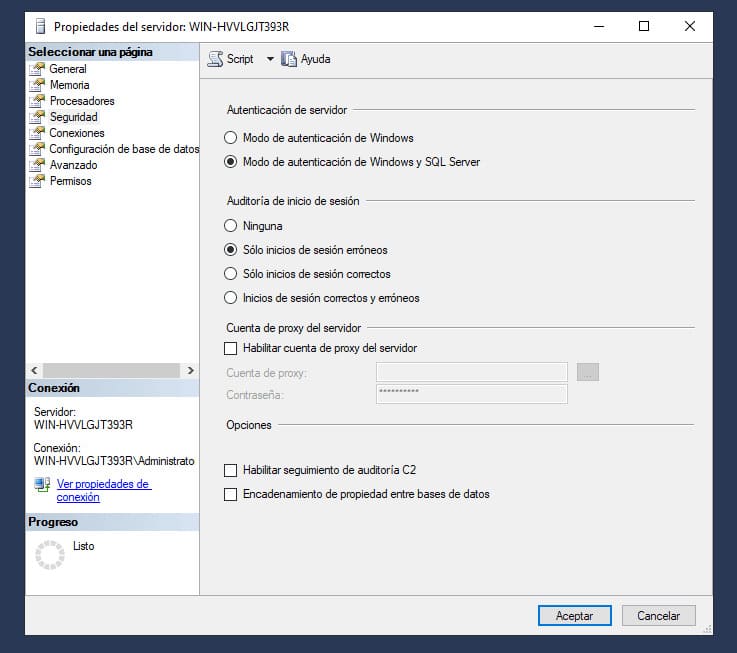 Propiedades del servidor: WIN-HVVLGJT393R
Seleccionar una página
General
Memoria
Procesadores
Seguridad
Conexiones
Configuración de base de datos
Avanzado
Permisos
Script
Ayuda
Autenticación de servidor
Modo de autenticación de Windows
Modo de autenticación de Windows y SQL Server
Auditoría de inicio de sesión
Ninguna
Sólo inicios de sesión erróneos
Sólo inicios de sesión correctos
Inicios de sesión correctos y erróneos
Cuenta de proxy del servidor
Habilitar cuenta de proxy del servidor
Cuenta de proxy:
...
Contraseña:
**********
Opciones
Habilitar seguimiento de auditoría C2
Encadenamiento de propiedad entre bases de datos
Conexión
Servidor:
WIN-HVVLGJT393R
Conexión:
WIN-HVVLGJT393R\Administrato
Ver propiedades de
conexión
Progreso
Listo
Aceptar
Cancelar